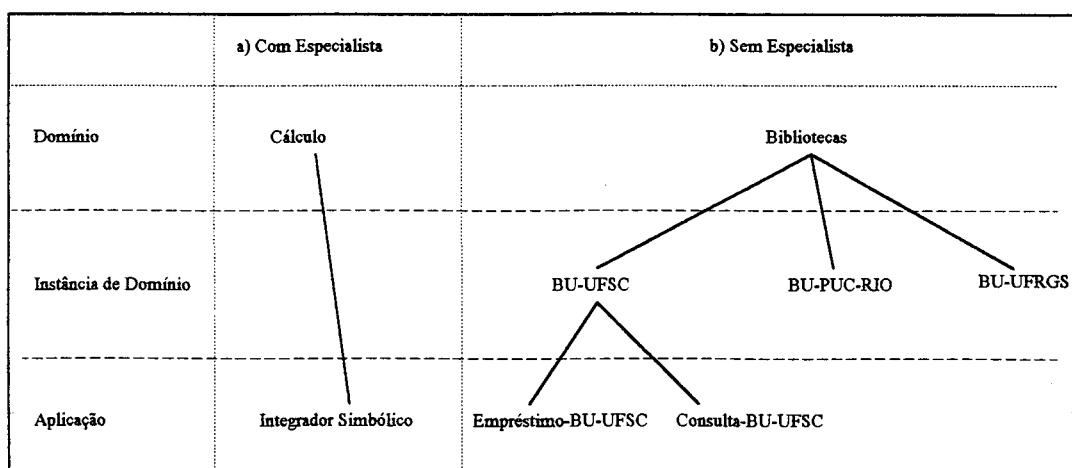 a) Com Especialista b) Sem Especialista
Domínio Cálculo Bibliotecas
Instância de Domínio BU-UFSC BU-PUC-RIO BU-UFRGS
Aplicação Integrador Simbólico Empréstimo-BU-UFSC Consulta-BU-UFSC